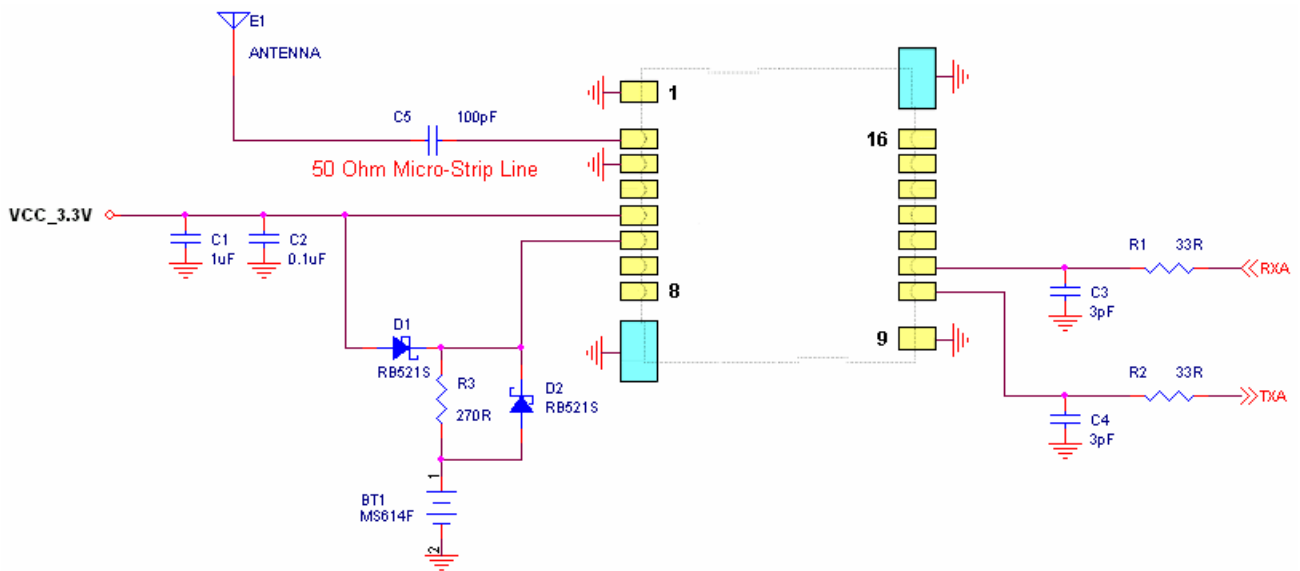 E1
ANTENNA
1
C5 100pF
16
50 Ohm Micro-Strip Line
VCC_3.3V
C1
1uF
C2
0.1uF
R1 33R
RXA
8
C3
3pF
D1
RB521S
9
R3
270R
D2
RB521S
R2 33R
TXA
C4
3pF
1
BT1
MS614F
2